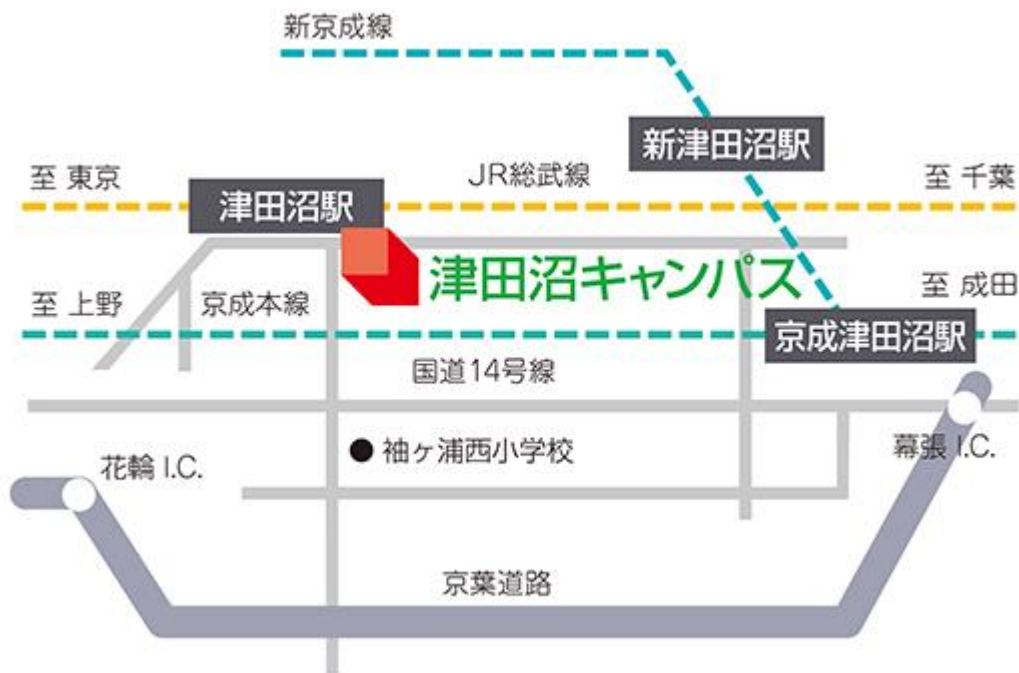 新京成線
新津田沼駅
至 東京
JR総武線
至 千葉
津田沼駅
津田沼キャンパス
至 上野
京成本線
至 成田
京成津田沼駅
国道14号線
袖ヶ浦西小学校
幕張 I.C.
花輪 I.C.
京葉道路